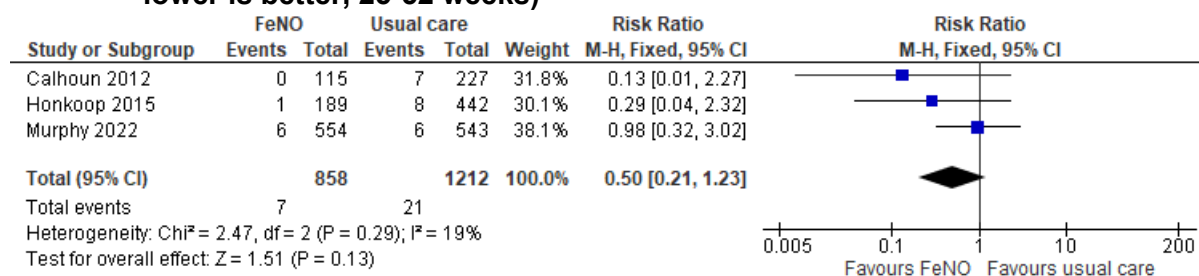 FeNO Usual care Risk Ratio Risk Ratio
Study or Subgroup Events Total Events Total Weight M-H, Fixed, 95% CI M-H, Fixed, 95% CI
Calhoun 2012 0 115 7 227 31.8% 0.13 [0.01, 2.27]
Honkoop 2015 1 189 8 442 30.1% 0.29 [0.04, 2.32]
Murphy 2022 6 554 6 543 38.1% 0.98 [0.32, 3.02]
Total (95% CI) 858 1212 100.0% 0.50 [0.21, 1.23]
Total events 7 21
Heterogeneity: Chi² = 2.47, df = 2 (P = 0.29); I² = 19%
Test for overall effect: Z = 1.51 (P = 0.13)
0.005 0.1 1 10 200
Favours FeNO Favours usual care